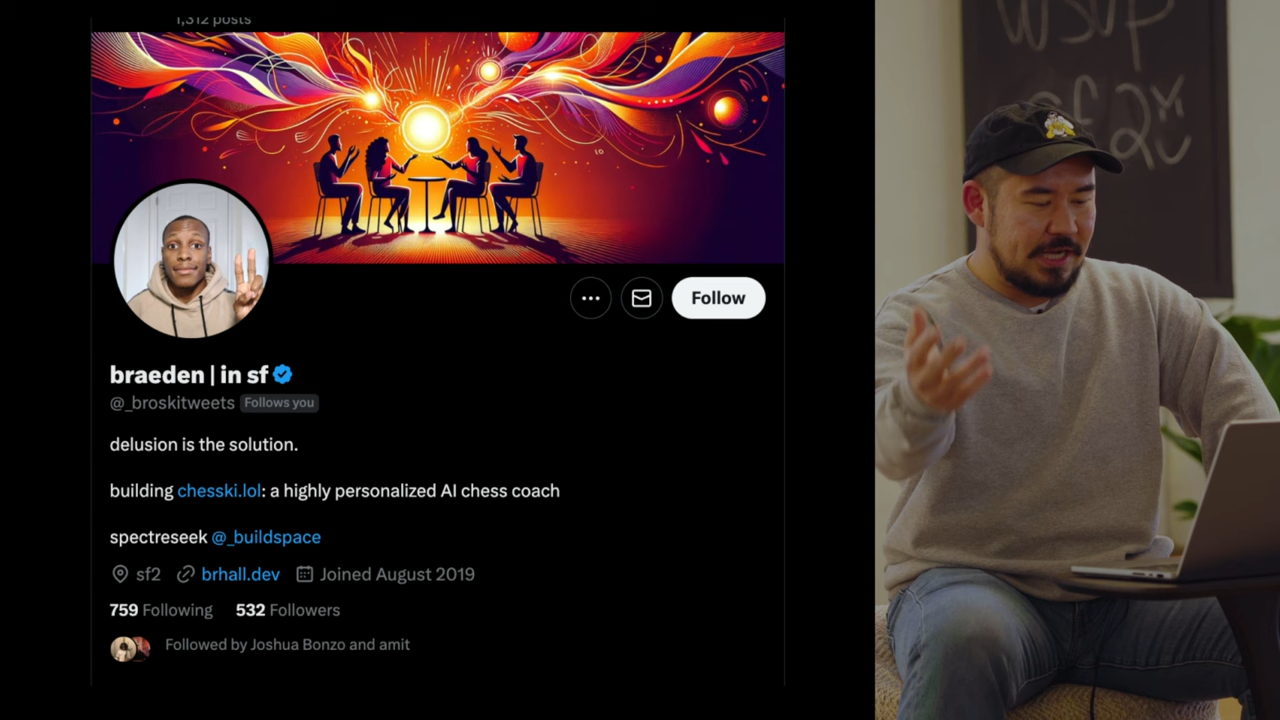 1,312 posts
Follow
braeden | in sf
@_broskitweets Follows you
delusion is the solution.
building chesski.lol: a highly personalized AI chess coach
spectreseek @_buildspace
sf2 brhall.dev Joined August 2019
759 Following 532 Followers
Followed by Joshua Bonzo and amit
WSUP